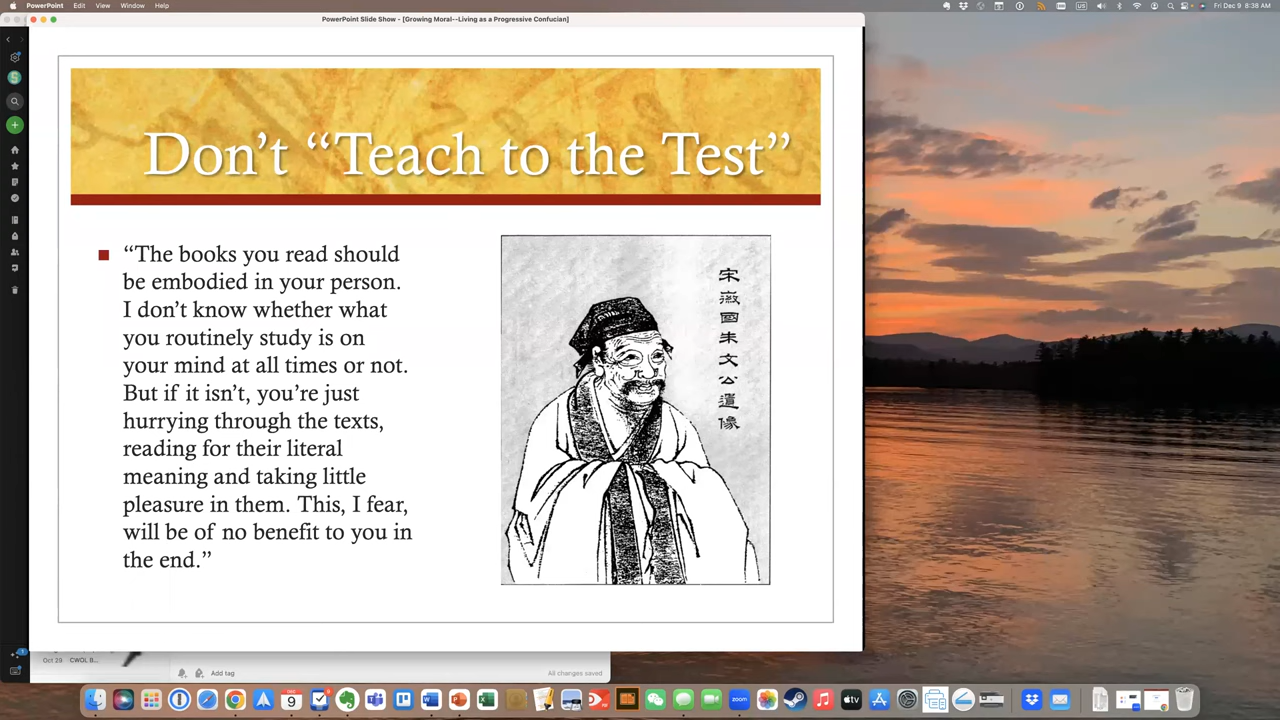 PowerPoint Edit View Window Help
Fri Dec 9 8:38 AM
PowerPoint Slide Show - [Growing Moral--Living as a Progressive Confucian]
Don’t “Teach to the Test”
“The books you read should
be embodied in your person.
I don’t know whether what
you routinely study is on
your mind at all times or not.
But if it isn’t, you’re just
hurrying through the texts,
reading for their literal
meaning and taking little
pleasure in them. This, I fear,
will be of no benefit to you in
the end.”
宋
徽
國
朱
文
公
遺
像
Oct 29 CWOL B...
Add tag
All changes saved